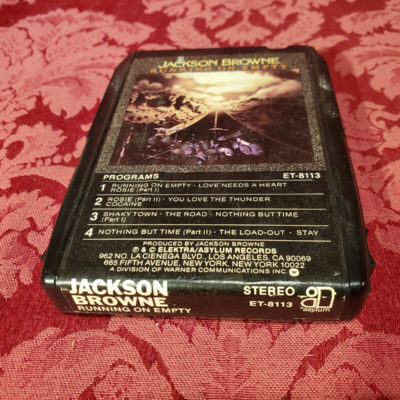 JACKSON BROWNE
RUNNING ON EMPTY
PROGRAMS ET-8113
1 RUNNING ON EMPTY · LOVE NEEDS A HEART
ROSIE (Part I)
2 ROSIE (Part II) · YOU LOVE THE THUNDER
COCAINE
3 SHAKY TOWN · THE ROAD · NOTHING BUT TIME
(Part I)
4 NOTHING BUT TIME (Part II) · THE LOAD-OUT · STAY
PRODUCED BY JACKSON BROWNE
℗ & © ELEKTRA/ASYLUM RECORDS
962 NO. LA CIENEGA BLVD., LOS ANGELES, CA 90069
665 FIFTH AVENUE, NEW YORK, NEW YORK 10022
A DIVISION OF WARNER COMMUNICATIONS INC.
JACKSON
BROWNE
RUNNING ON EMPTY
STEREO
ET-8113
asylum